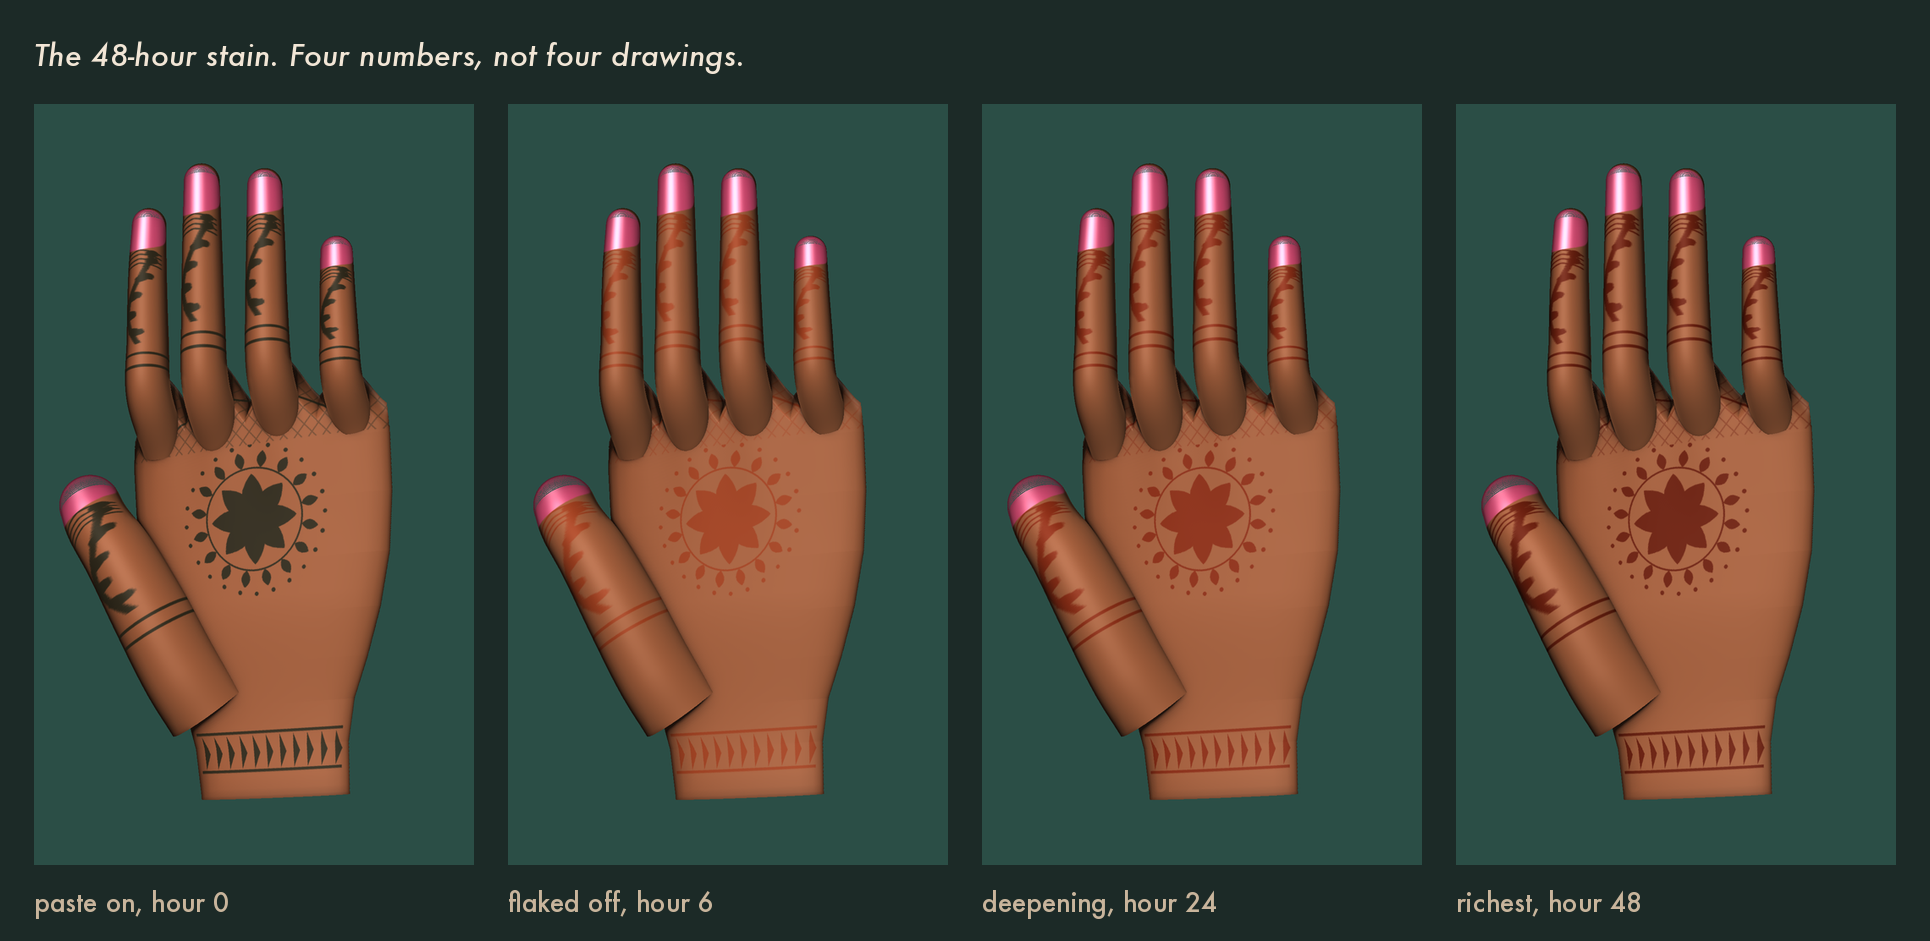 The 48-hour stain. Four numbers, not four drawings.
paste on, hour 0
flaked off, hour 6
deepening, hour 24
richest, hour 48